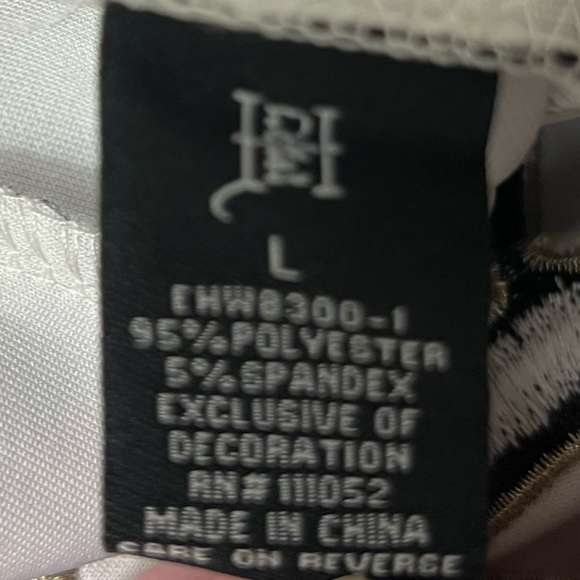 L
EHW8300-1
95% POLYESTER
5% SPANDEX
EXCLUSIVE OF
DECORATION
RN# 111052
MADE IN CHINA
CARE ON REVERSE